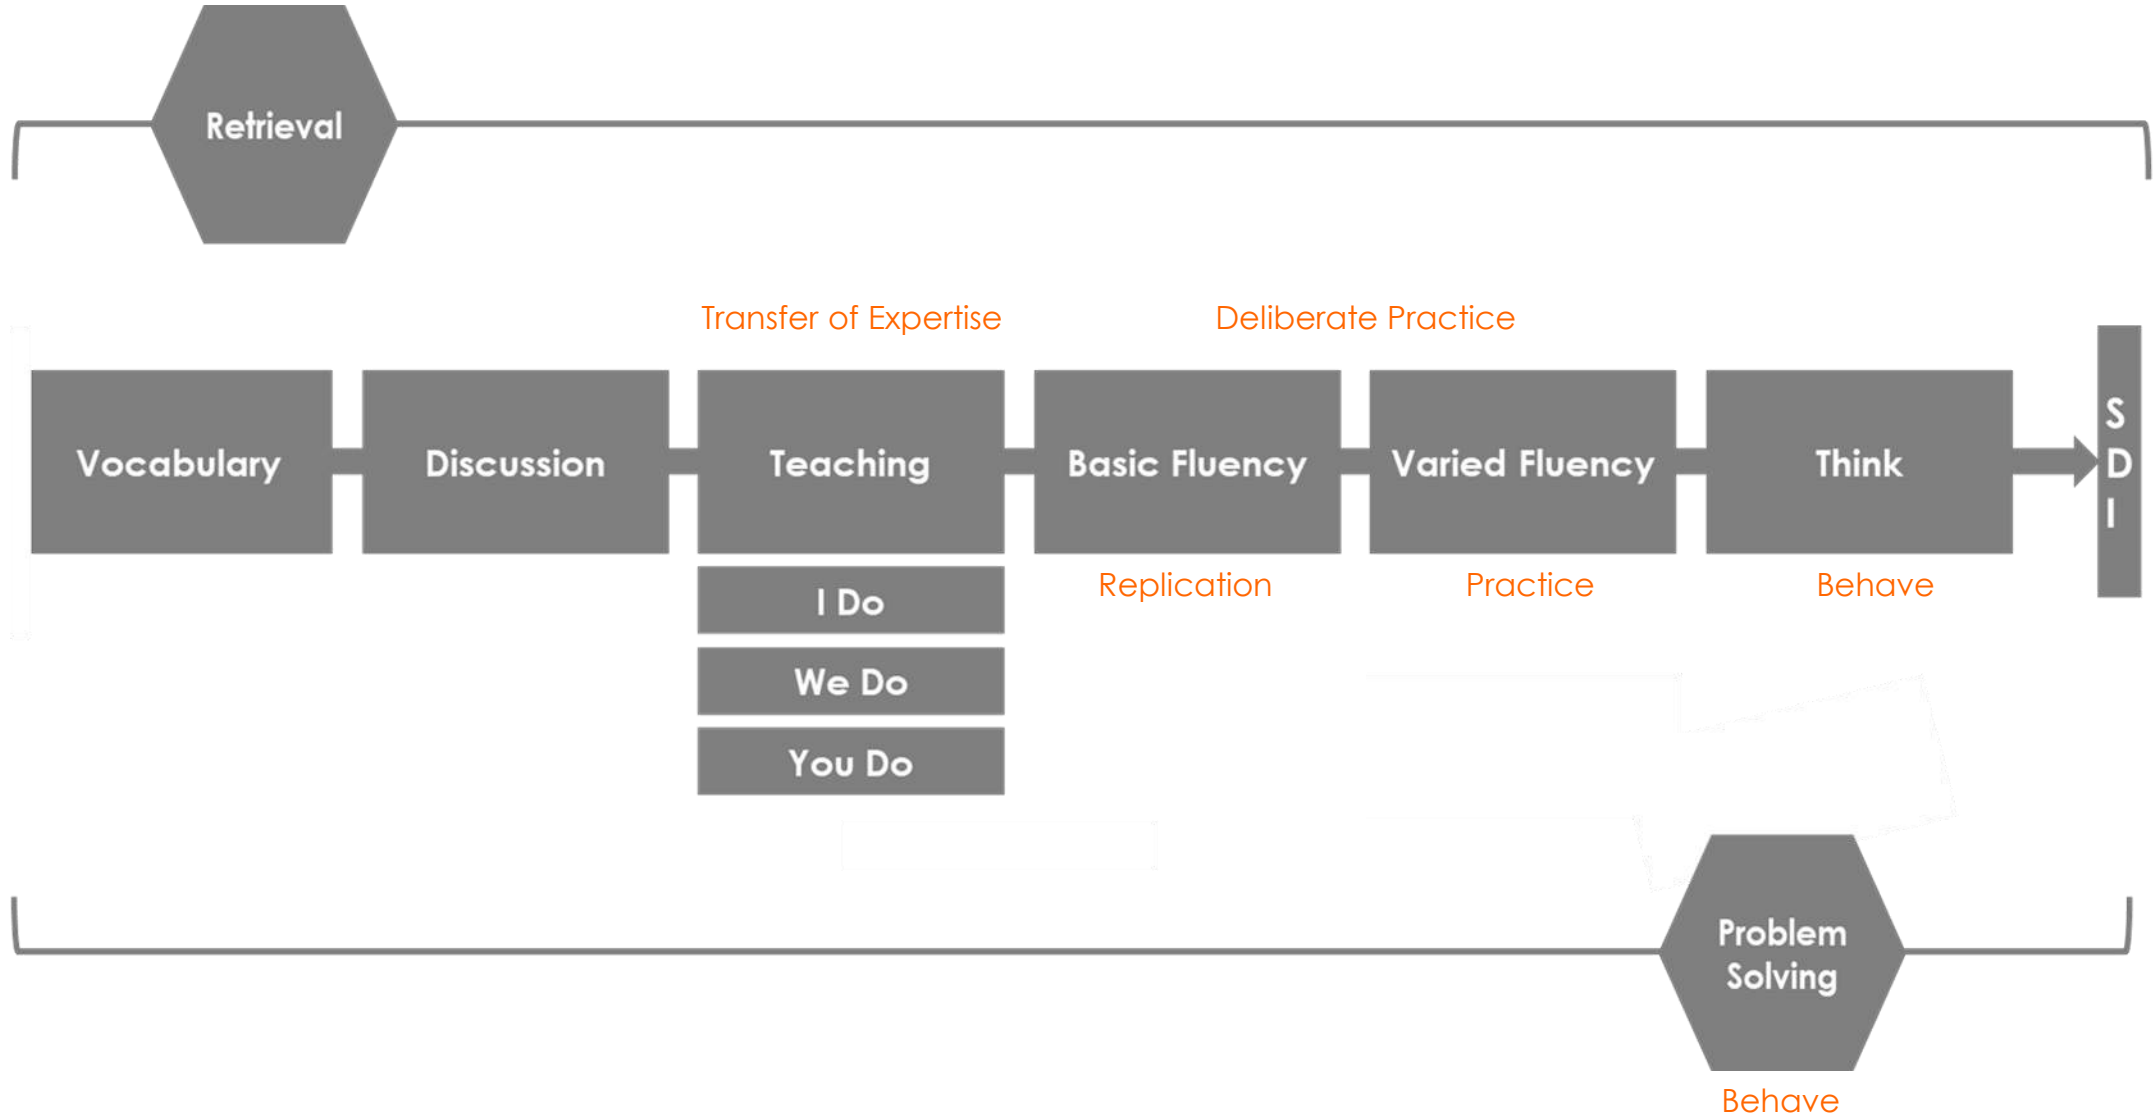 Retrieval
Transfer of Expertise
Deliberate Practice
Vocabulary
Discussion
Teaching
Basic Fluency
Varied Fluency
Think
S
D
I
Replication
Practice
Behave
I Do
We Do
You Do
Problem
Solving
Behave